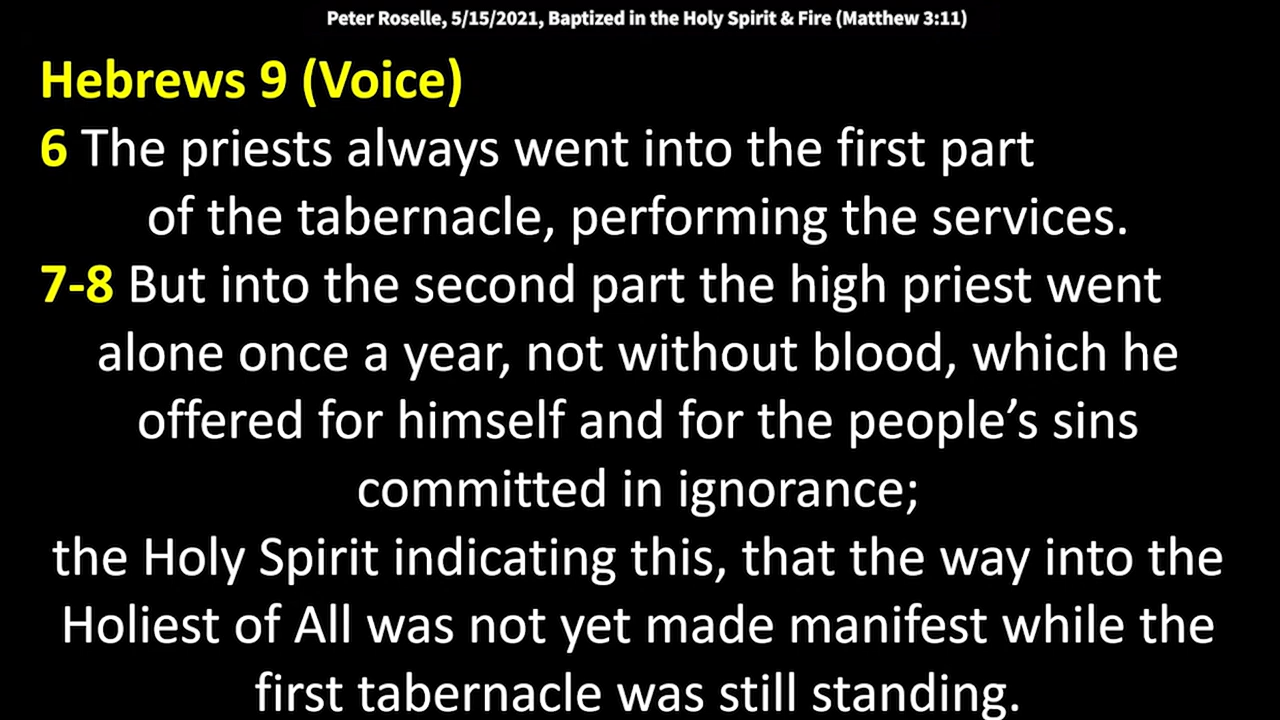 Peter Roselle, 5/15/2021, Baptized in the Holy Spirit & Fire (Matthew 3:11)
Hebrews 9 (Voice)
6 The priests always went into the first part
of the tabernacle, performing the services.
7-8 But into the second part the high priest went
alone once a year, not without blood, which he
offered for himself and for the people’s sins
committed in ignorance;
the Holy Spirit indicating this, that the way into the
Holiest of All was not yet made manifest while the
first tabernacle was still standing.